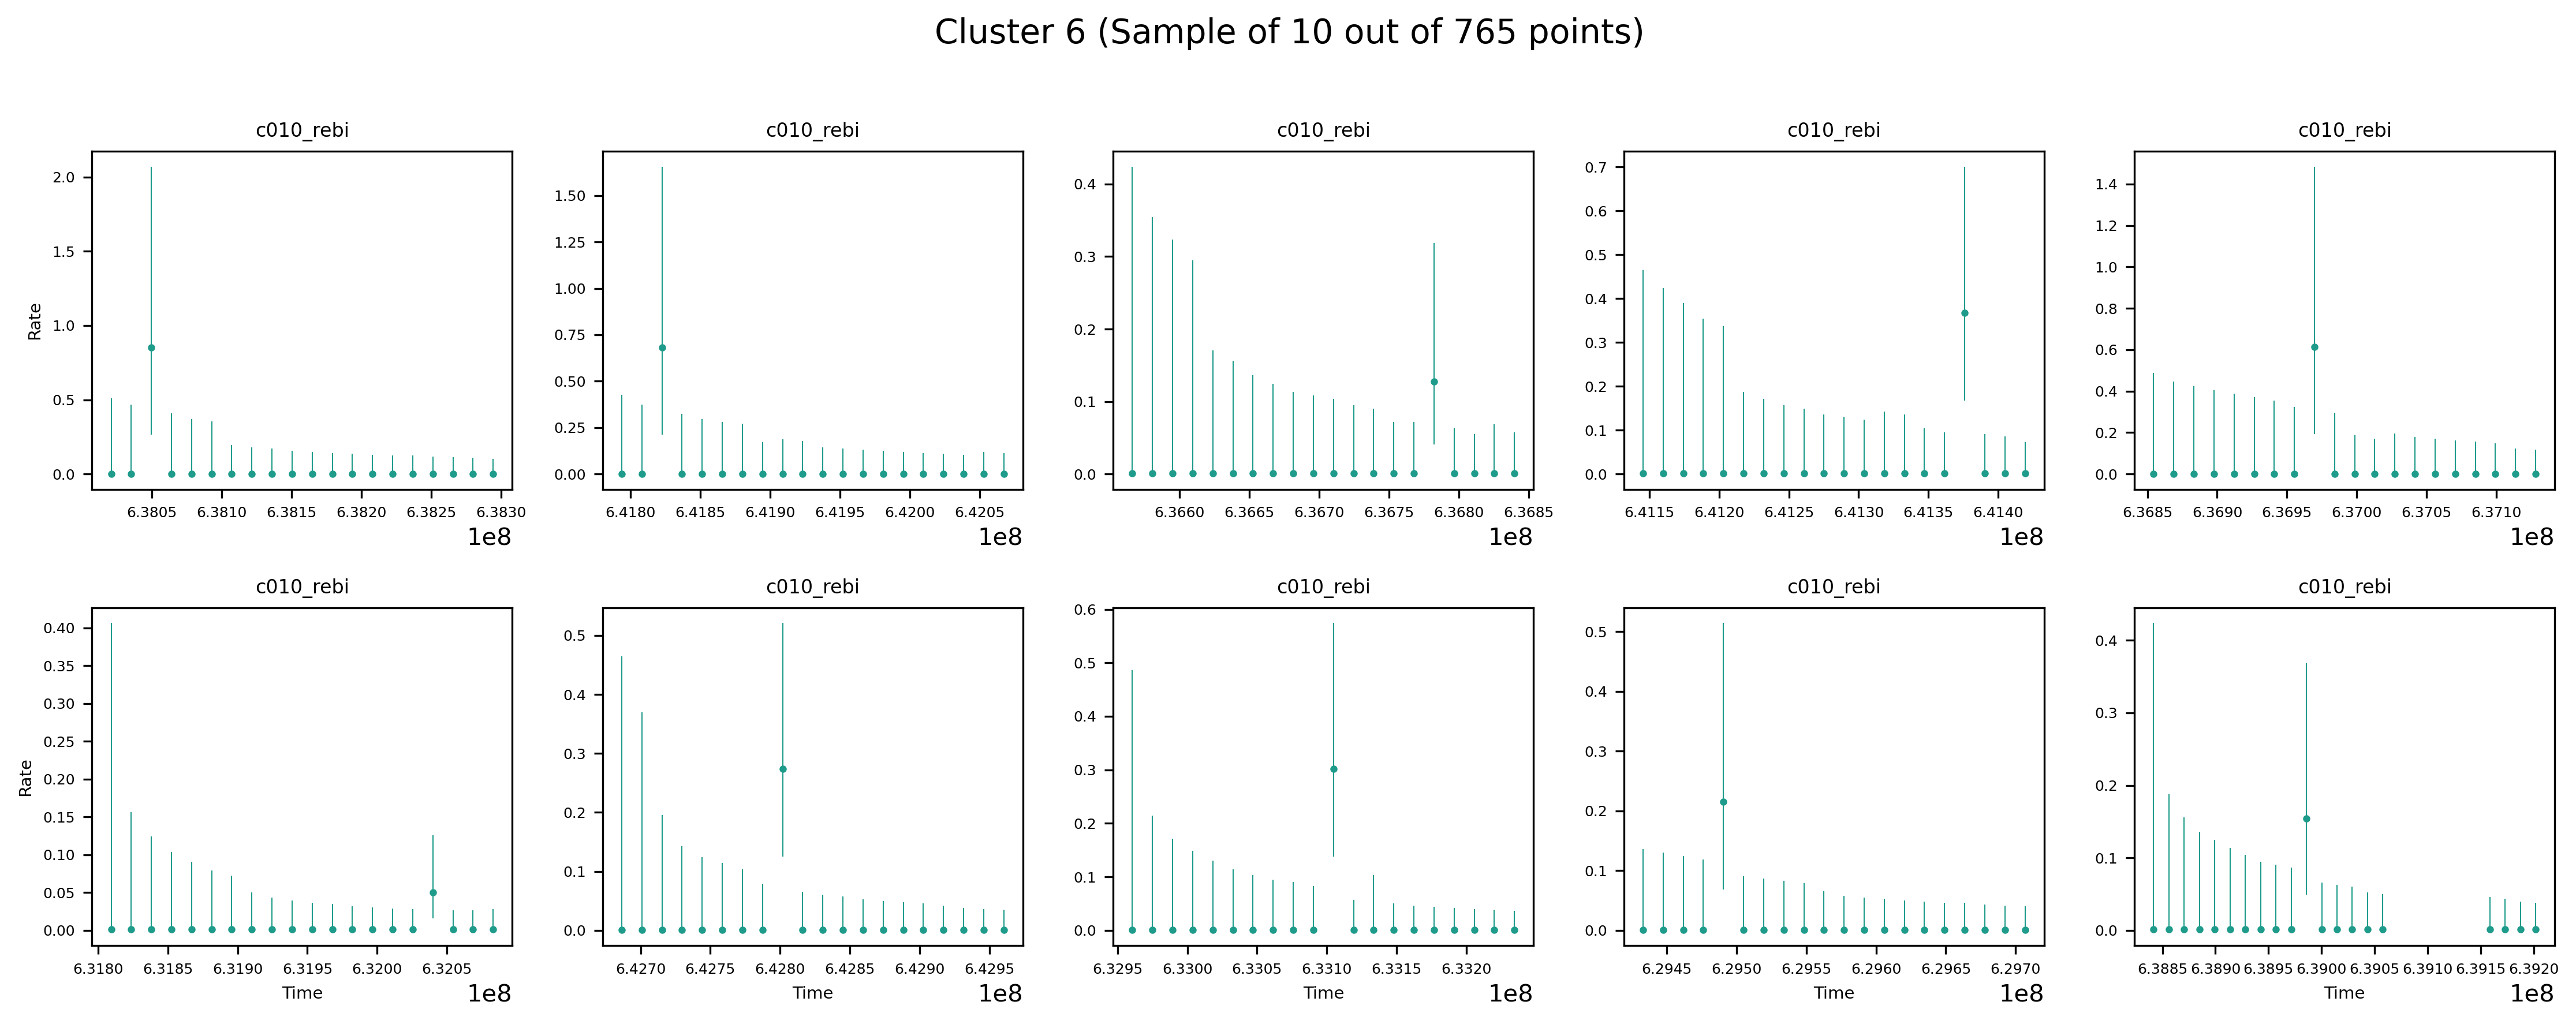 Cluster 6 (Sample of 10 out of 765 points)
c010_rebi c010_rebi c010_rebi c010_rebi c010_rebi
Rate
2.0
1.5
1.0
0.5
0.0
6.3805 6.3810 6.3815 6.3820 6.3825 6.3830
1e8
1.50
1.25
1.00
0.75
0.50
0.25
0.00
6.4180 6.4185 6.4190 6.4195 6.4200 6.4205
1e8
0.4
0.3
0.2
0.1
0.0
6.3660 6.3665 6.3670 6.3675 6.3680 6.3685
1e8
0.7
0.6
0.5
0.4
0.3
0.2
0.1
0.0
6.4115 6.4120 6.4125 6.4130 6.4135 6.4140
1e8
1.4
1.2
1.0
0.8
0.6
0.4
0.2
0.0
6.3685 6.3690 6.3695 6.3700 6.3705 6.3710
1e8
c010_rebi c010_rebi c010_rebi c010_rebi c010_rebi
Rate
0.40
0.35
0.30
0.25
0.20
0.15
0.10
0.05
0.00
6.3180 6.3185 6.3190 6.3195 6.3200 6.3205
Time
1e8
0.5
0.4
0.3
0.2
0.1
0.0
6.4270 6.4275 6.4280 6.4285 6.4290 6.4295
Time
1e8
0.6
0.5
0.4
0.3
0.2
0.1
0.0
6.3295 6.3300 6.3305 6.3310 6.3315 6.3320
Time
1e8
0.5
0.4
0.3
0.2
0.1
0.0
6.2945 6.2950 6.2955 6.2960 6.2965 6.2970
Time
1e8
0.4
0.3
0.2
0.1
0.0
6.3885 6.3890 6.3895 6.3900 6.3905 6.3910 6.3915 6.3920
Time
1e8